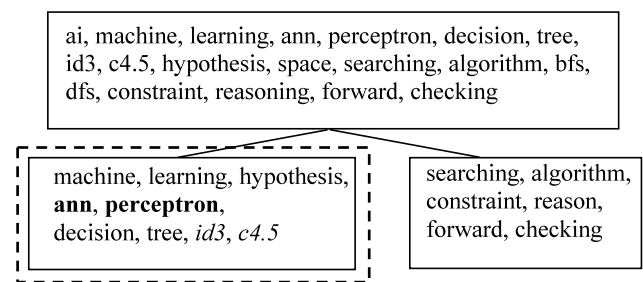 ai, machine, learning, ann, perceptron, decision, tree,
id3, c4.5, hypothesis, space, searching, algorithm, bfs,
dfs, constraint, reasoning, forward, checking
machine, learning, hypothesis,
ann, perceptron,
decision, tree, id3, c4.5
searching, algorithm,
constraint, reason,
forward, checking